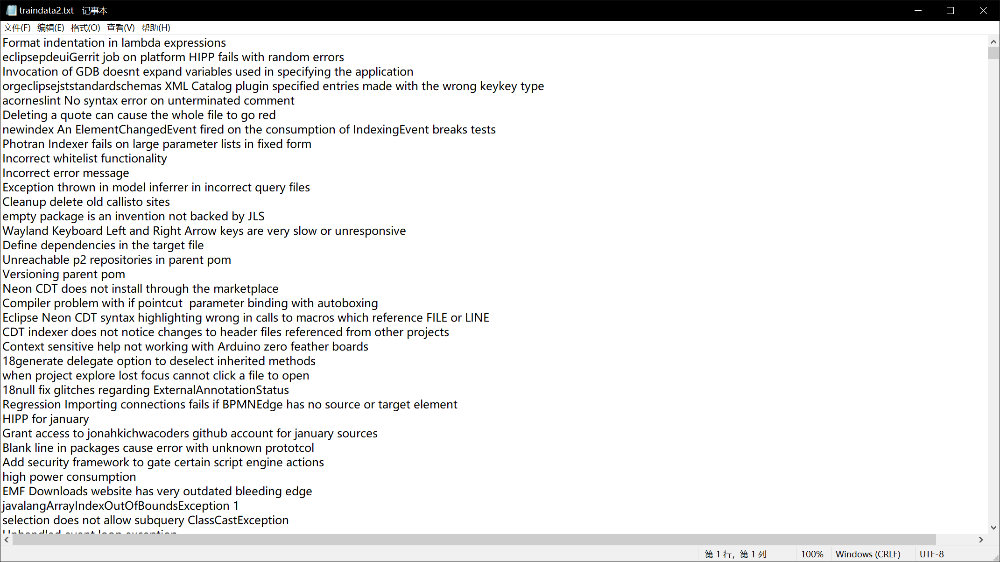 traindata2.txt - 记事本
文件(F) 编辑(E) 格式(O) 查看(V) 帮助(H)
Format indentation in lambda expressions
eclipsepdeuiGerrit job on platform HIPP fails with random errors
Invocation of GDB doesnt expand variables used in specifying the application
orgeclipsejststandardschemas XML Catalog plugin specified entries made with the wrong keykey type
acorneslint No syntax error on unterminated comment
Deleting a quote can cause the whole file to go red
newindex An ElementChangedEvent fired on the consumption of IndexingEvent breaks tests
Photran Indexer fails on large parameter lists in fixed form
Incorrect whitelist functionality
Incorrect error message
Exception thrown in model inferrer in incorrect query files
Cleanup delete old callisto sites
empty package is an invention not backed by JLS
Wayland Keyboard Left and Right Arrow keys are very slow or unresponsive
Define dependencies in the target file
Unreachable p2 repositories in parent pom
Versioning parent pom
Neon CDT does not install through the marketplace
Compiler problem with if pointcut  parameter binding with autoboxing
Eclipse Neon CDT syntax highlighting wrong in calls to macros which reference FILE or LINE
CDT indexer does not notice changes to header files referenced from other projects
Context sensitive help not working with Arduino zero feather boards
18generate delegate option to deselect inherited methods
when project explore lost focus cannot click a file to open
18null fix glitches regarding ExternalAnnotationStatus
Regression Importing connections fails if BPMNEdge has no source or target element
HIPP for january
Grant access to jonahkichwacoders github account for january sources
Blank line in packages cause error with unknown prototcol
Add security framework to gate certain script engine actions
high power consumption
EMF Downloads website has very outdated bleeding edge
javalangArrayIndexOutOfBoundsException 1
selection does not allow subquery ClassCastException
Unhandled event loop exception
第 1 行，第 1 列 100% Windows (CRLF) UTF-8